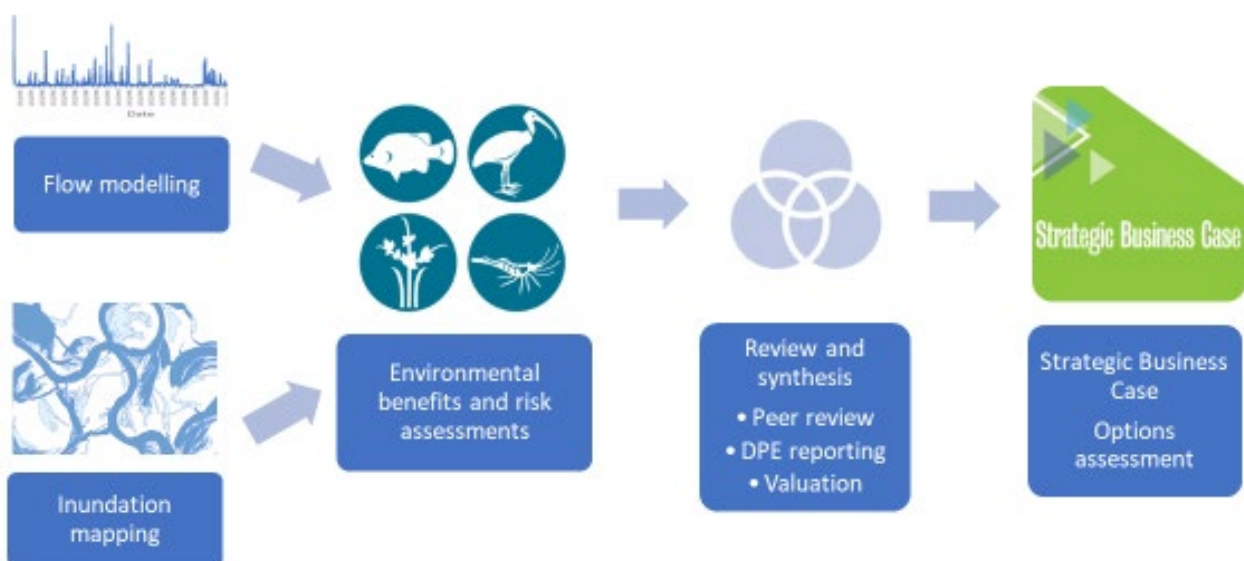 Date
Flow modelling
Inundation
mapping
Environmental
benefits and risk
assessments
Review and
synthesis
• Peer review
• DPE reporting
• Valuation
Strategic Business Case
Strategic Business
Case
Options
assessment